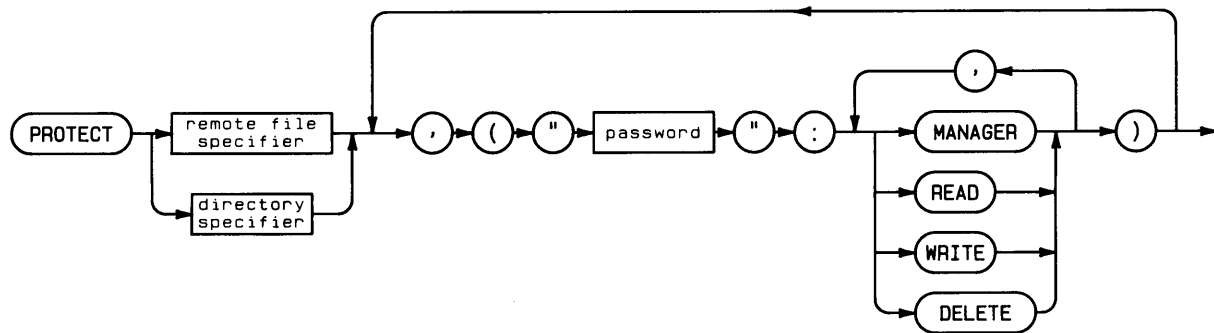 ,
PROTECT
remote file
specifier
,
(
"
password
"
:
MANAGER
)
directory
specifier
READ
WRITE
DELETE